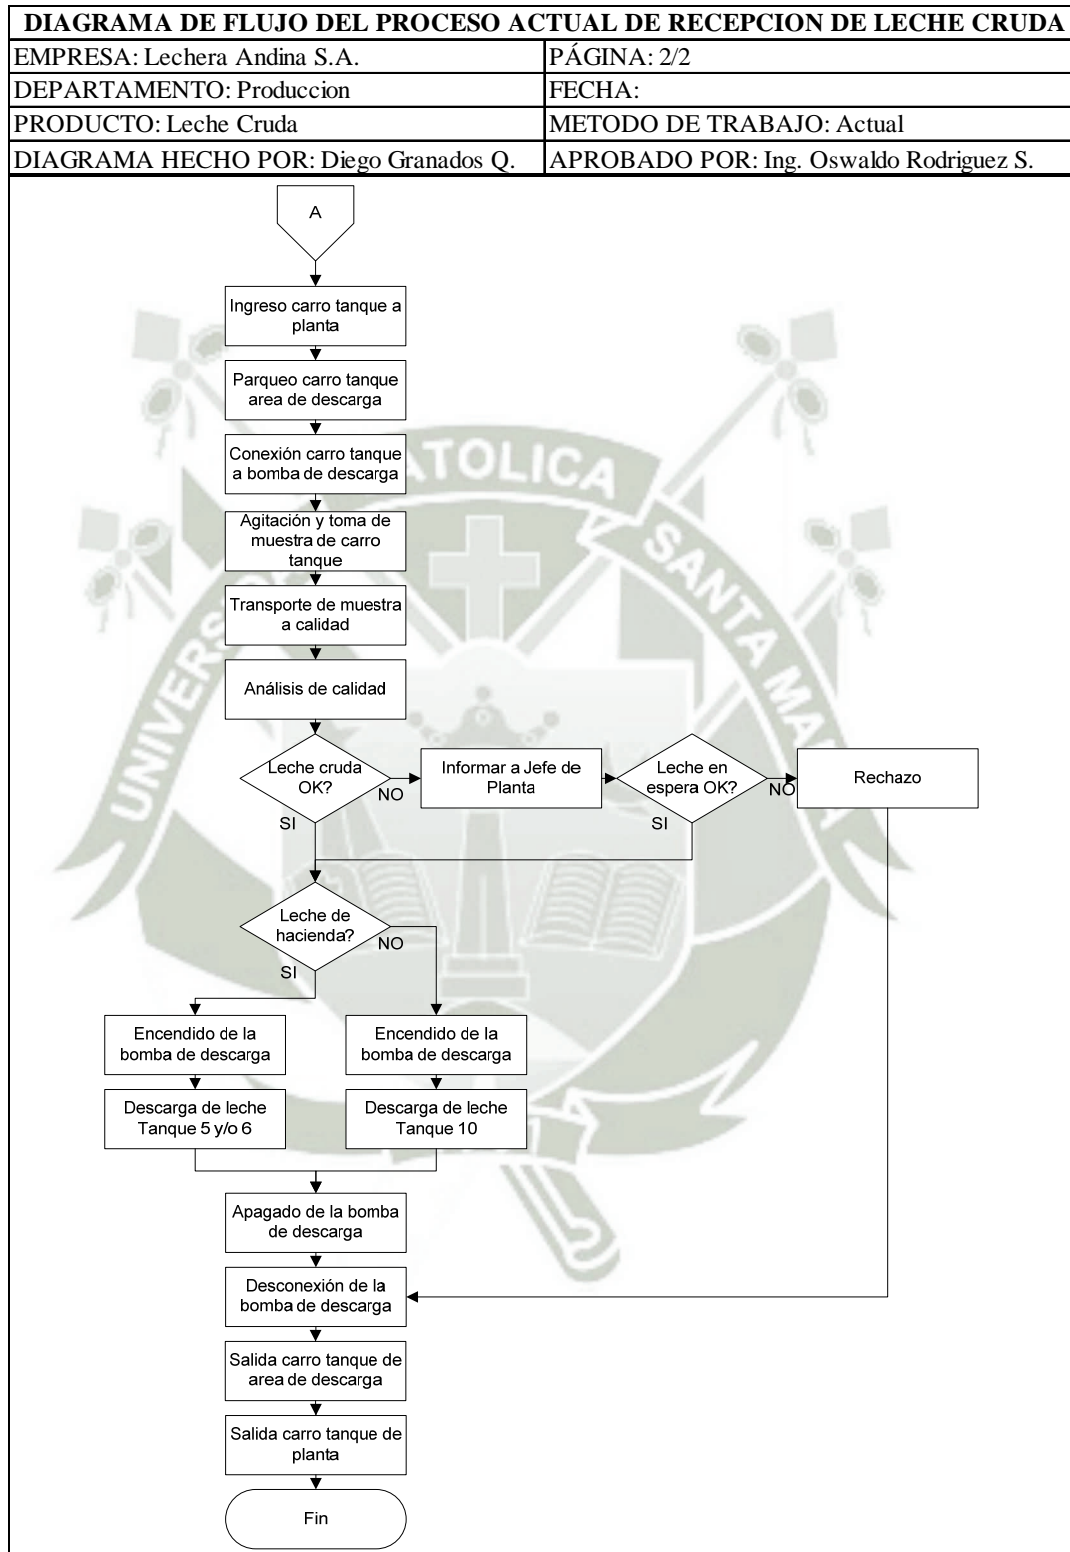 DIAGRAMA DE FLUJO DEL PROCESO ACTUAL DE RECEPCION DE LECHE CRUDA
EMPRESA: Lechera Andina S.A.
PÁGINA: 2/2
DEPARTAMENTO: Produccion
FECHA:
PRODUCTO: Leche Cruda
METODO DE TRABAJO: Actual
DIAGRAMA HECHO POR: Diego Granados Q.
APROBADO POR: Ing. Oswaldo Rodriguez S.
A
Ingreso carro tanque a
planta
Parqueo carro tanque
area de descarga
Conexión carro tanque
a bomba de descarga
Agitación y toma de
muestra de carro
tanque
Transporte de muestra
a calidad
Análisis de calidad
Leche cruda
OK?
NO
SI
Informar a Jefe de
Planta
Leche en
espera OK?
NO
SI
Rechazo
Leche de
hacienda?
NO
SI
Encendido de la
bomba de descarga
Encendido de la
bomba de descarga
Descarga de leche
Tanque 5 y/o 6
Descarga de leche
Tanque 10
Apagado de la bomba
de descarga
Desconexión de la
bomba de descarga
Salida carro tanque de
area de descarga
Salida carro tanque de
planta
Fin
SANTA